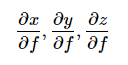 ∂x/∂f, ∂y/∂f, ∂z/∂f